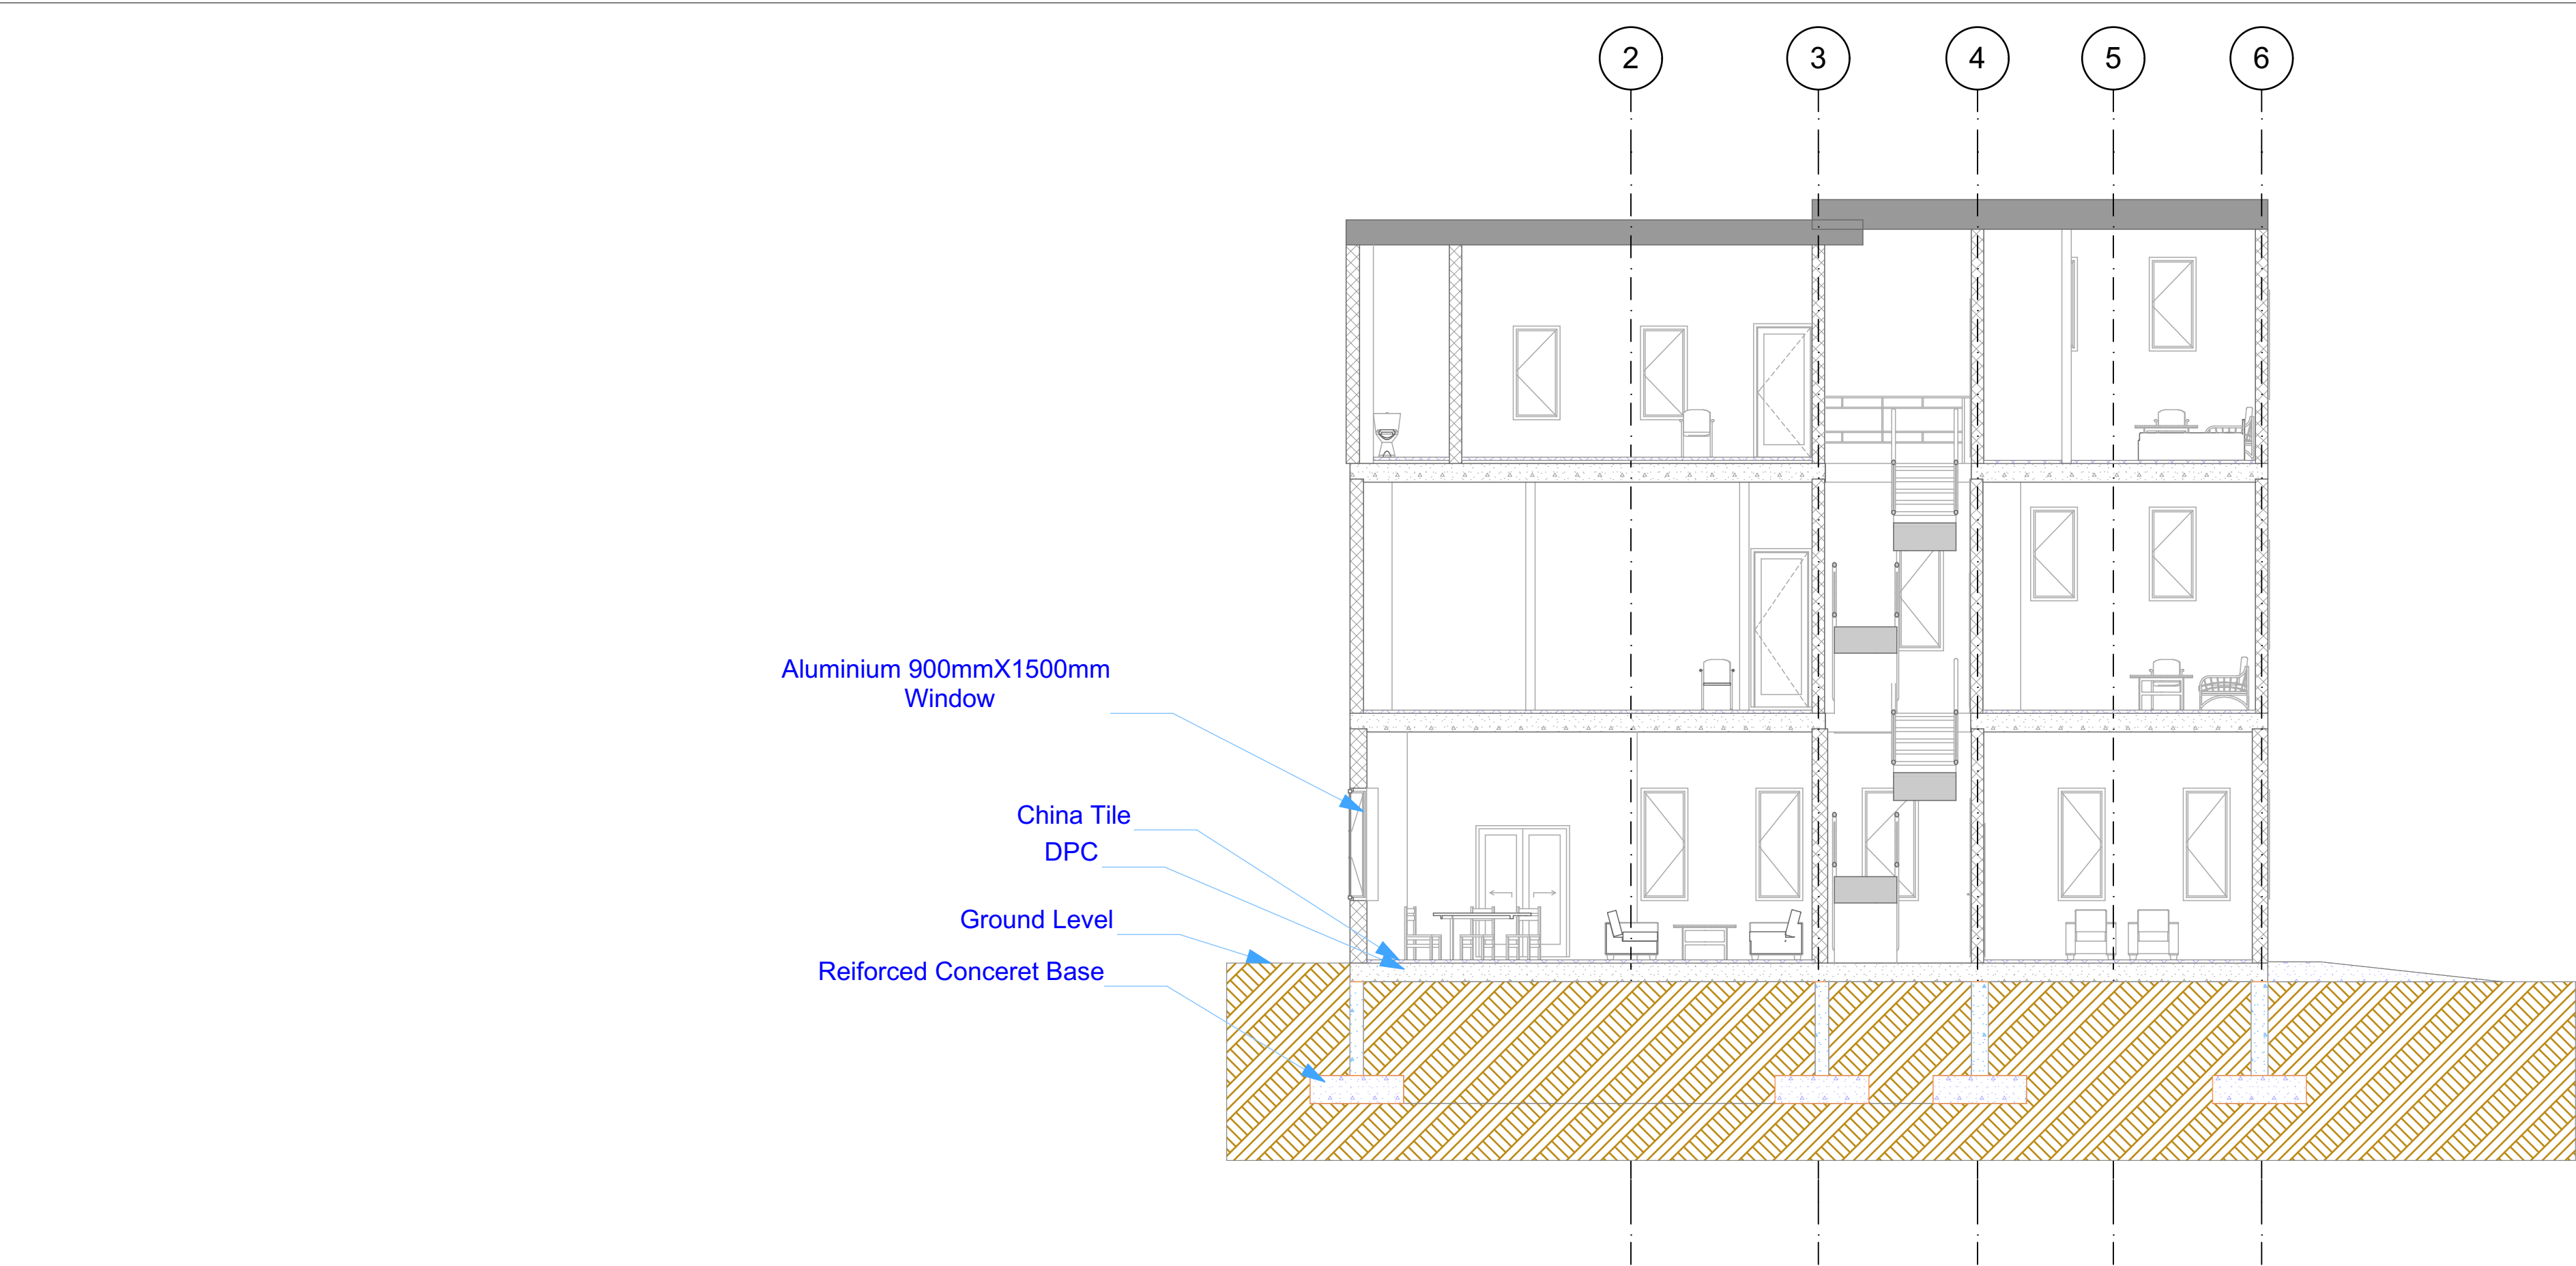 2 3 4 5 6
Aluminium 900mmX1500mm
Window
China Tile
DPC
Ground Level
Reiforced Conceret Base